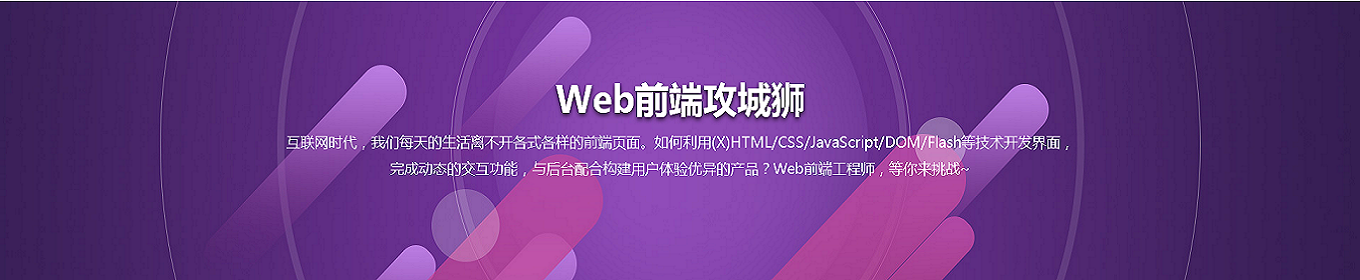 Web前端攻城狮
互联网时代，我们每天的生活离不开各式各样的前端页面。如何利用(X)HTML/CSS/JavaScript/DOM/Flash等技术开发界面，
完成动态的交互功能，与后台配合构建用户体验优异的产品？Web前端工程师，等你来挑战~